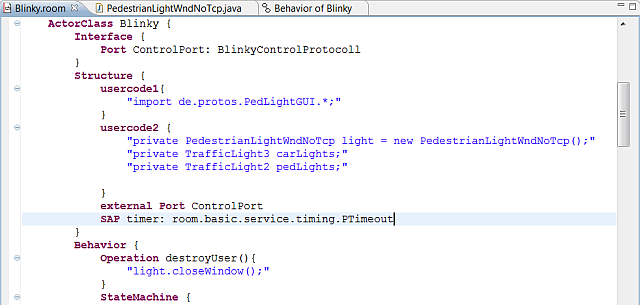 Blinky.room PedestrianLightWndNoTcp.java Behavior of Blinky
ActorClass Blinky {
Interface {
Port ControlPort: BlinkyControlProtocoll
}
Structure {
usercode1{
"import de.protos.PedLightGUI.*;"
}
usercode2 {
"private PedestrianLightWndNoTcp light = new PedestrianLightWndNoTcp();"
"private TrafficLight3 carLights;"
"private TrafficLight2 pedLights;"
}
external Port ControlPort
SAP timer: room.basic.service.timing.PTimeout
}
Behavior {
Operation destroyUser(){
"light.closeWindow();"
}
StateMachine {